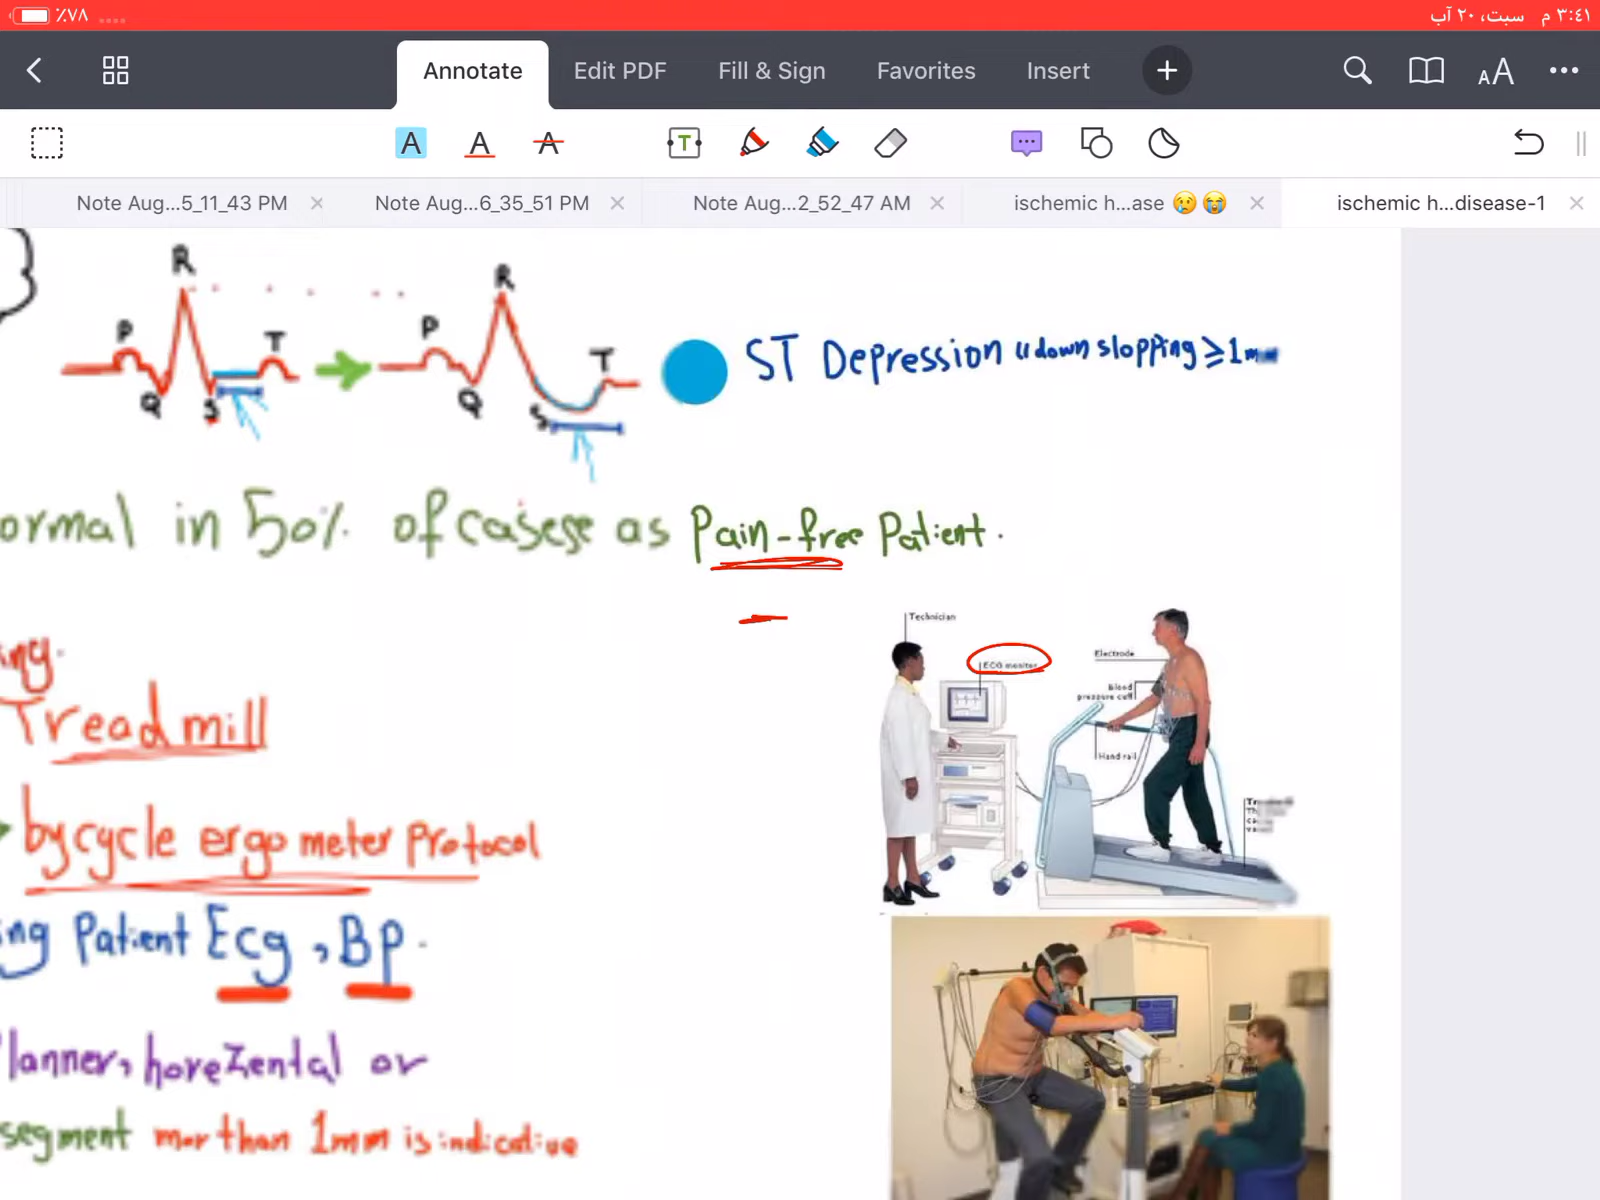 ٪٧٨
٣:٤١ م سبت، ٢٠ آب
Annotate
Edit PDF
Fill & Sign
Favorites
Insert
Note Aug...5_11_43 PM
Note Aug...6_35_51 PM
Note Aug...2_52_47 AM
ischemic h...ase 😢😭
ischemic h...disease-1
R
P
T
Q
S
R
P
T
Q
S
ST Depression "down slopping ≥1mm
ormal in 50% of casese as Pain-free Patient.
ing.
Treadmill
bycycle ergo meter Protocol
ing Patient Ecg, Bp.
lanner, horeZental or
segment mor than 1mm is indicative
Technician
ECG monitor
Electrode
Blood
pressure cuff
Hand rail